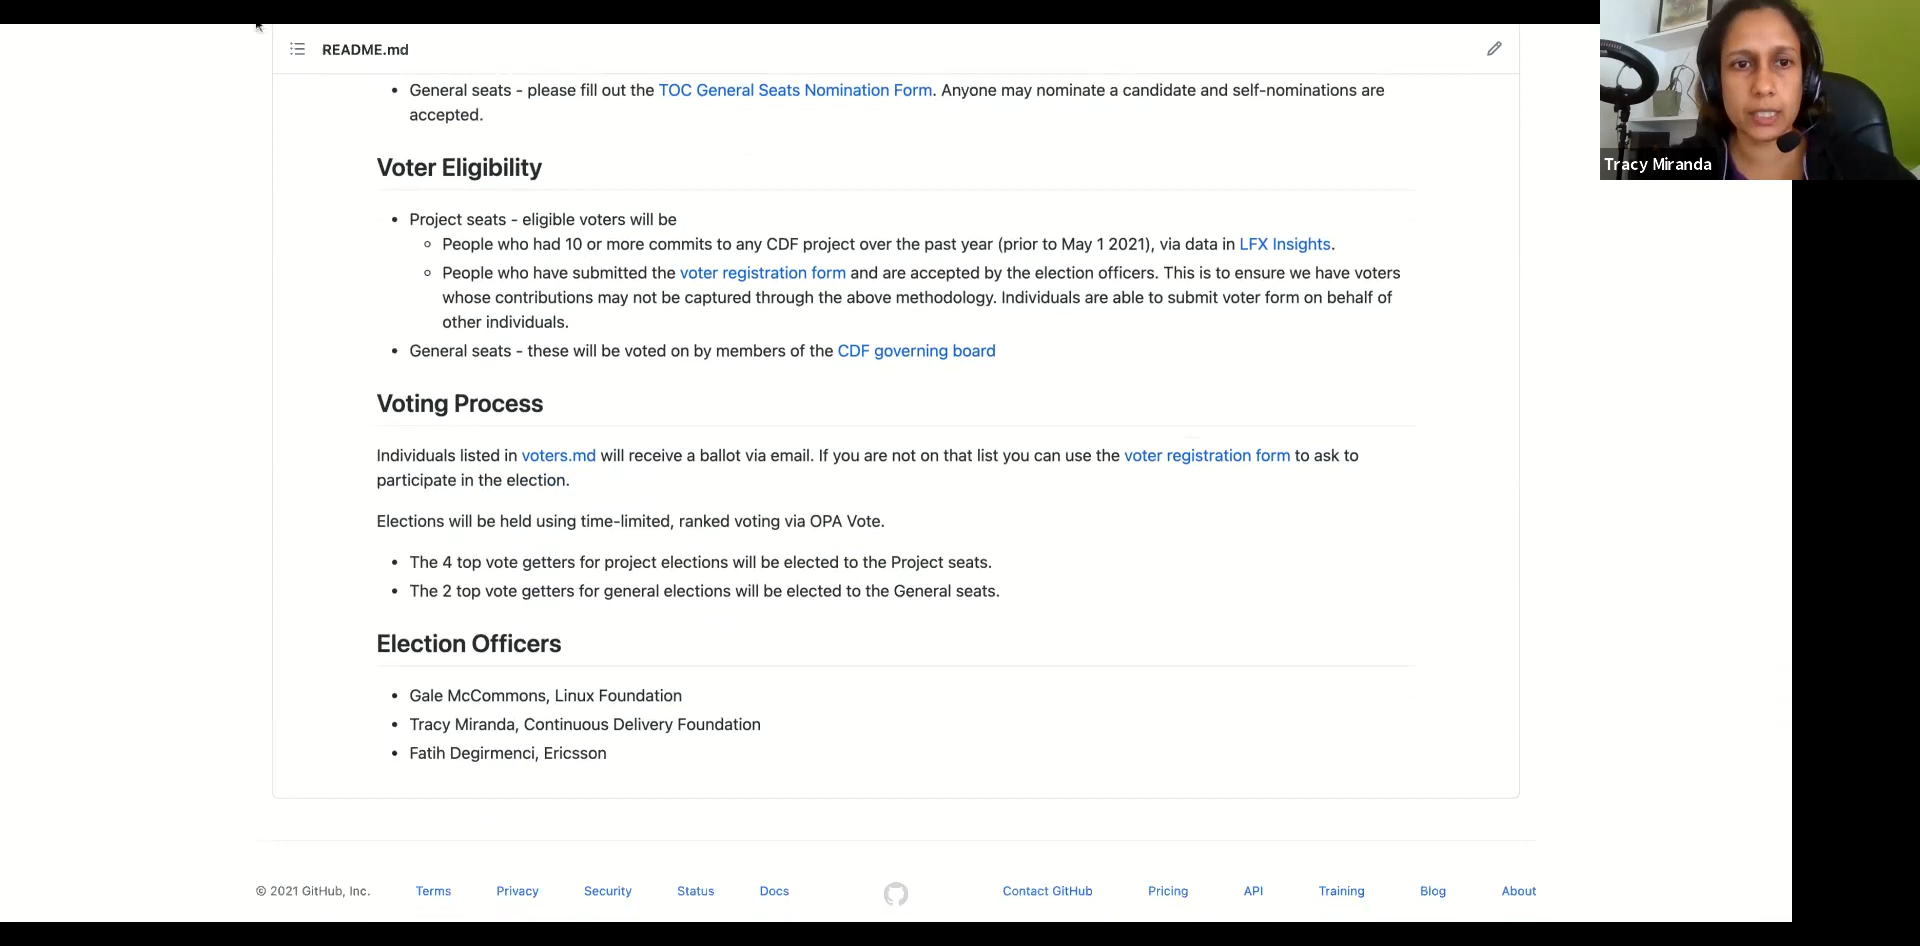 README.md
General seats - please fill out the TOC General Seats Nomination Form. Anyone may nominate a candidate and self-nominations are
accepted.
Voter Eligibility
Project seats - eligible voters will be
People who had 10 or more commits to any CDF project over the past year (prior to May 1 2021), via data in LFX Insights.
People who have submitted the voter registration form and are accepted by the election officers. This is to ensure we have voters
whose contributions may not be captured through the above methodology. Individuals are able to submit voter form on behalf of
other individuals.
General seats - these will be voted on by members of the CDF governing board
Voting Process
Individuals listed in voters.md will receive a ballot via email. If you are not on that list you can use the voter registration form to ask to
participate in the election.
Elections will be held using time-limited, ranked voting via OPA Vote.
The 4 top vote getters for project elections will be elected to the Project seats.
The 2 top vote getters for general elections will be elected to the General seats.
Election Officers
Gale McCommons, Linux Foundation
Tracy Miranda, Continuous Delivery Foundation
Fatih Degirmenci, Ericsson
© 2021 GitHub, Inc. Terms Privacy Security Status Docs Contact GitHub Pricing API Training Blog About
Tracy Miranda